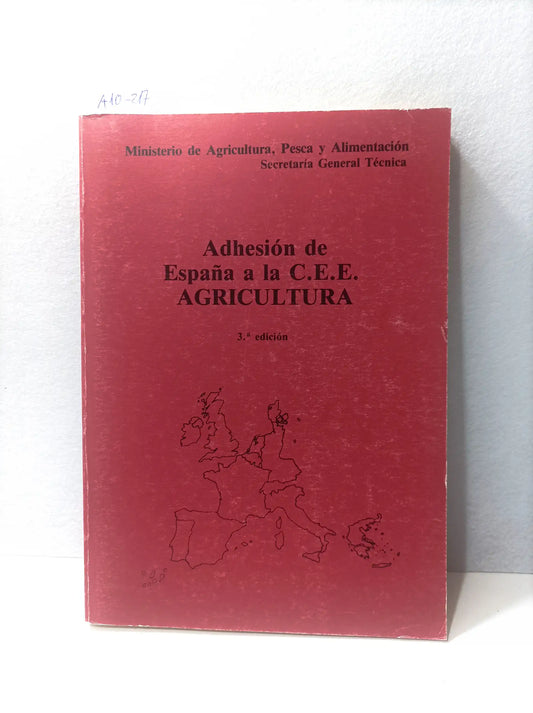 A10-217
Ministerio de Agricultura, Pesca y Alimentación
Secretaría General Técnica
Adhesión de
España a la C.E.E.
AGRICULTURA
3.ª edición